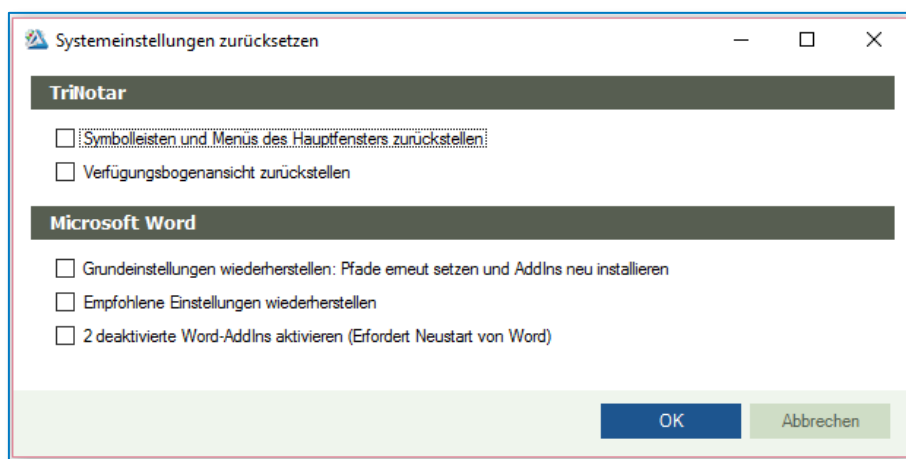 Systemeinstellungen zurücksetzen
TriNotar
Symbolleisten und Menüs des Hauptfensters zurückstellen
Verfügungsbogenansicht zurückstellen
Microsoft Word
Grundeinstellungen wiederherstellen: Pfade erneut setzen und AddIns neu installieren
Empfohlene Einstellungen wiederherstellen
2 deaktivierte Word-AddIns aktivieren (Erfordert Neustart von Word)
OK Abbrechen